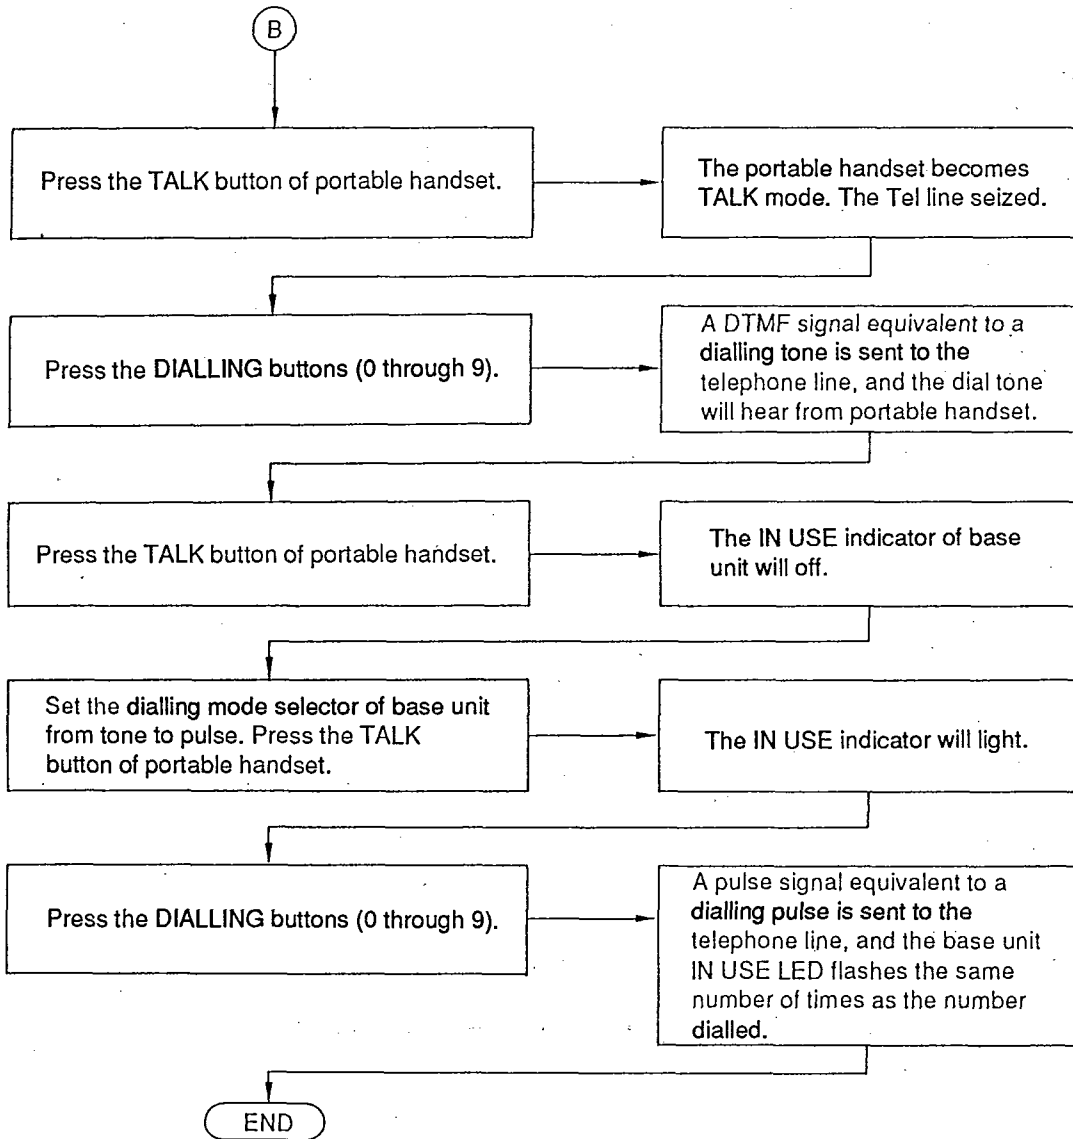 B
Press the TALK button of portable handset.
The portable handset becomes
TALK mode. The Tel line seized.
Press the DIALLING buttons (0 through 9).
A DTMF signal equivalent to a
dialling tone is sent to the
telephone line, and the dial tone
will hear from portable handset.
Press the TALK button of portable handset.
The IN USE indicator of base
unit will off.
Set the dialling mode selector of base unit
from tone to pulse. Press the TALK
button of portable handset.
The IN USE indicator will light.
Press the DIALLING buttons (0 through 9).
A pulse signal equivalent to a
dialling pulse is sent to the
telephone line, and the base unit
IN USE LED flashes the same
number of times as the number
dialled.
END